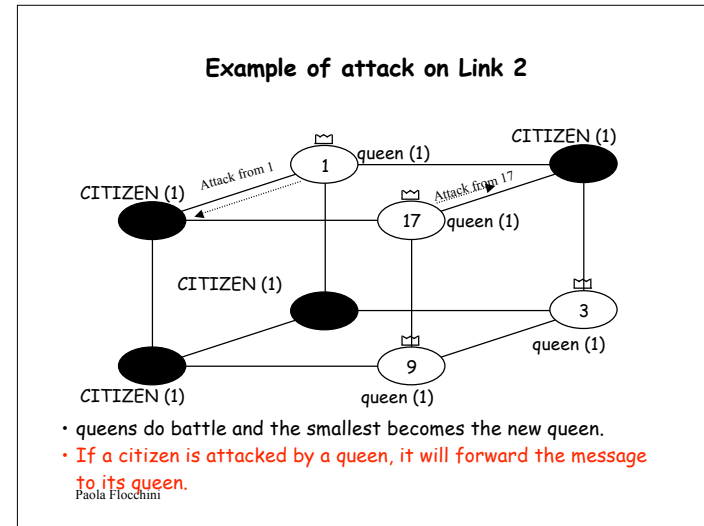 Example of attack on Link 2
CITIZEN (1)
queen (1)
1
Attack from 1
Attack from 17
CITIZEN (1)
17
queen (1)
CITIZEN (1)
3
queen (1)
9
CITIZEN (1)
queen (1)
• queens do battle and the smallest becomes the new queen.
• If a citizen is attacked by a queen, it will forward the message
to its queen.
Paola Flocchini